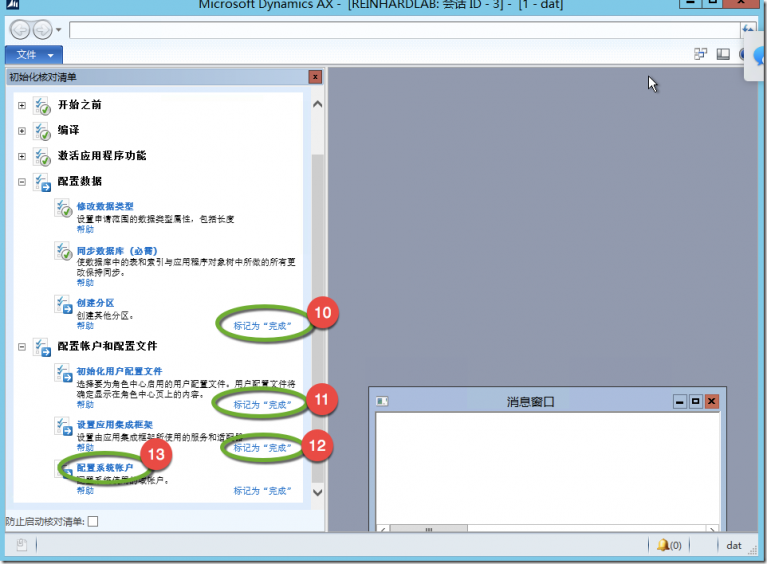 Microsoft Dynamics AX - [REINHARDLAB: 会话 ID - 3] - [1 - dat]
文件
初始化核对清单
开始之前
编译
激活应用程序功能
配置数据
修改数据类型
设置申请范围的数据类型属性，包括长度
帮助
同步数据库（必需）
使数据库中的表和索引与应用程序对象树中所做的所有更
改保持同步。
帮助
创建分区
创建其他分区。
帮助
标记为“完成”
10
配置帐户和配置文件
初始化用户配置文件
选择要为角色中心启用的用户配置文件。用户配置文件将
确定显示在角色中心页上的内容。
帮助
标记为“完成”
11
设置应用集成框架
设置由应用集成框架所使用的服务和适配器
帮助
标记为“完成”
12
配置系统帐户
13
配置系统使用的域帐户。
帮助
标记为“完成”
防止启动核对清单:
消息窗口
(0)
dat